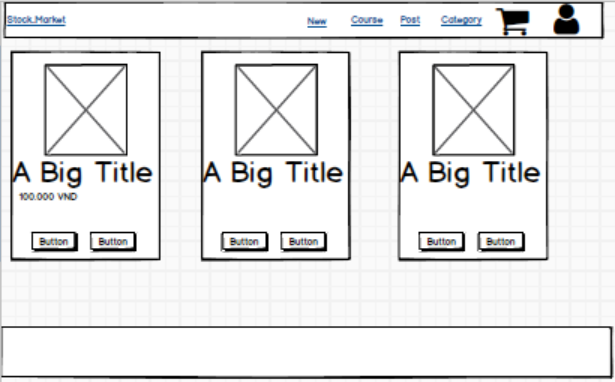 Stock.Market New Course Post Category
A Big Title A Big Title A Big Title
100.000 VND
Button Button Button Button Button Button